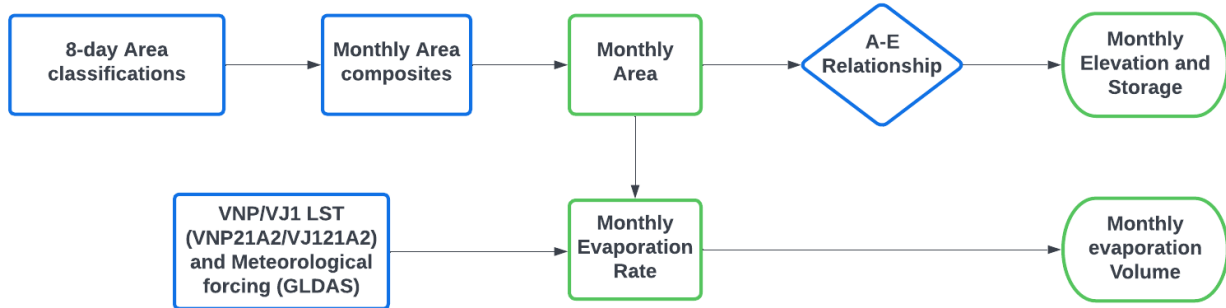 8-day Area
classifications
Monthly Area
composites
Monthly
Area
A-E
Relationship
Monthly
Elevation and
Storage
VNP/VJ1 LST
(VNP21A2/VJ121A2)
and Meteorological
forcing (GLDAS)
Monthly
Evaporation
Rate
Monthly
evaporation
Volume